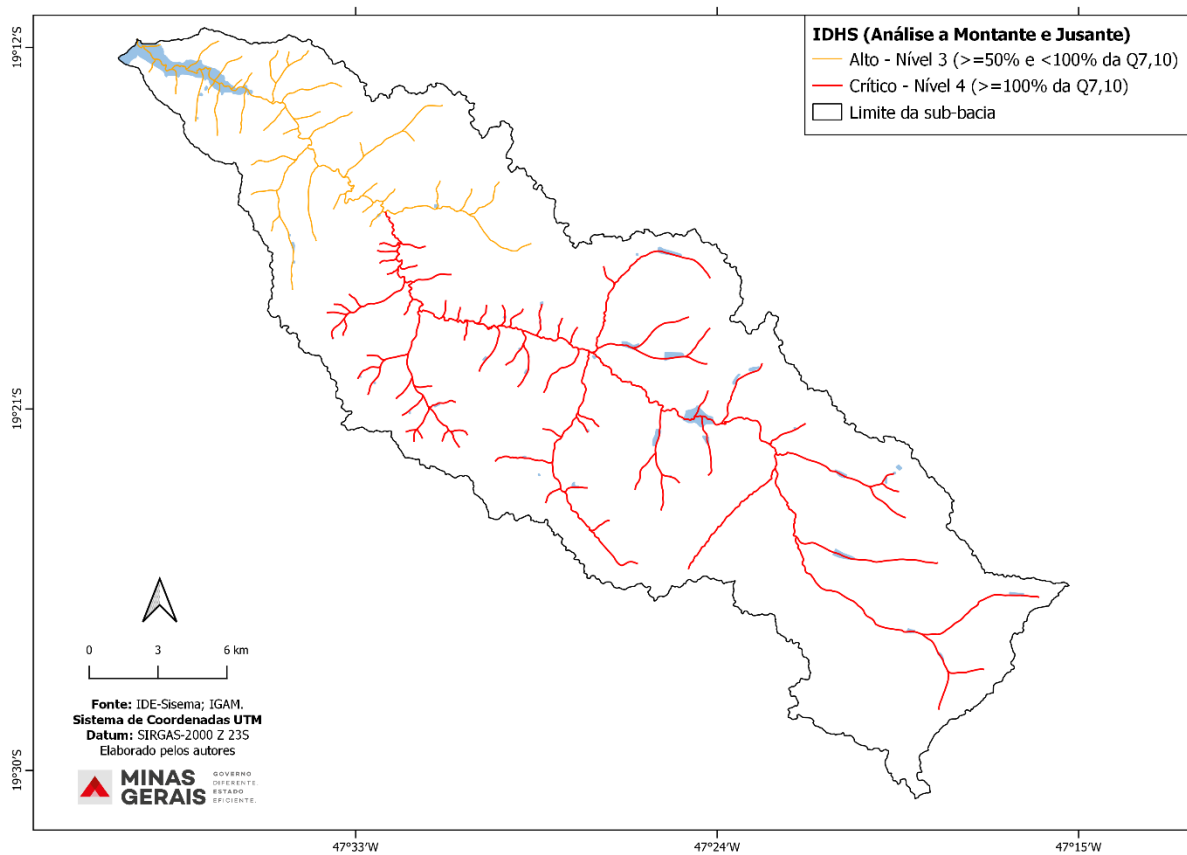 IDHS (Análise a Montante e Jusante)
Alto - Nível 3 (>=50% e <100% da Q7,10)
Crítico - Nível 4 (>=100% da Q7,10)
Limite da sub-bacia
19°12'S
19°21'S
19°30'S
0 3 6 km
Fonte: IDE-Sisema; IGAM.
Sistema de Coordenadas UTM
Datum: SIRGAS-2000 Z 23S
Elaborado pelos autores
MINAS
GERAIS
GOVERNO
DIFERENTE.
ESTADO
EFICIENTE.
47°33'W 47°24'W 47°15'W